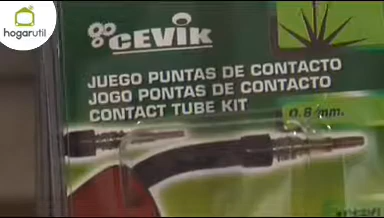 hogarutil
CEVIK
JUEGO PUNTAS DE CONTACTO
JOGO PONTAS DE CONTACTO
CONTACT TUBE KIT
0.8 mm.